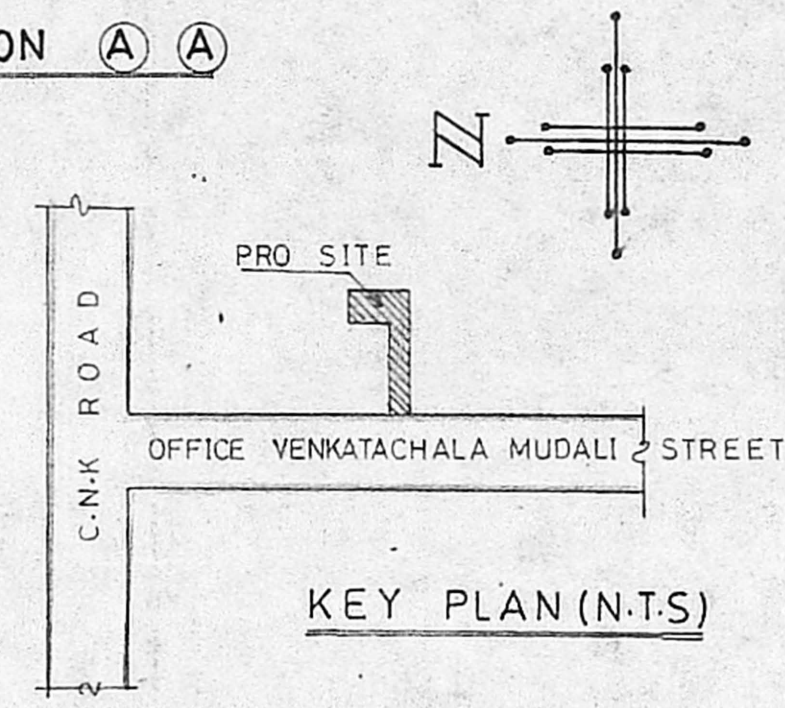 ON A A
N
PRO SITE
C.N.K ROAD
OFFICE VENKATACHALA MUDALI STREET
KEY PLAN (N.T.S)